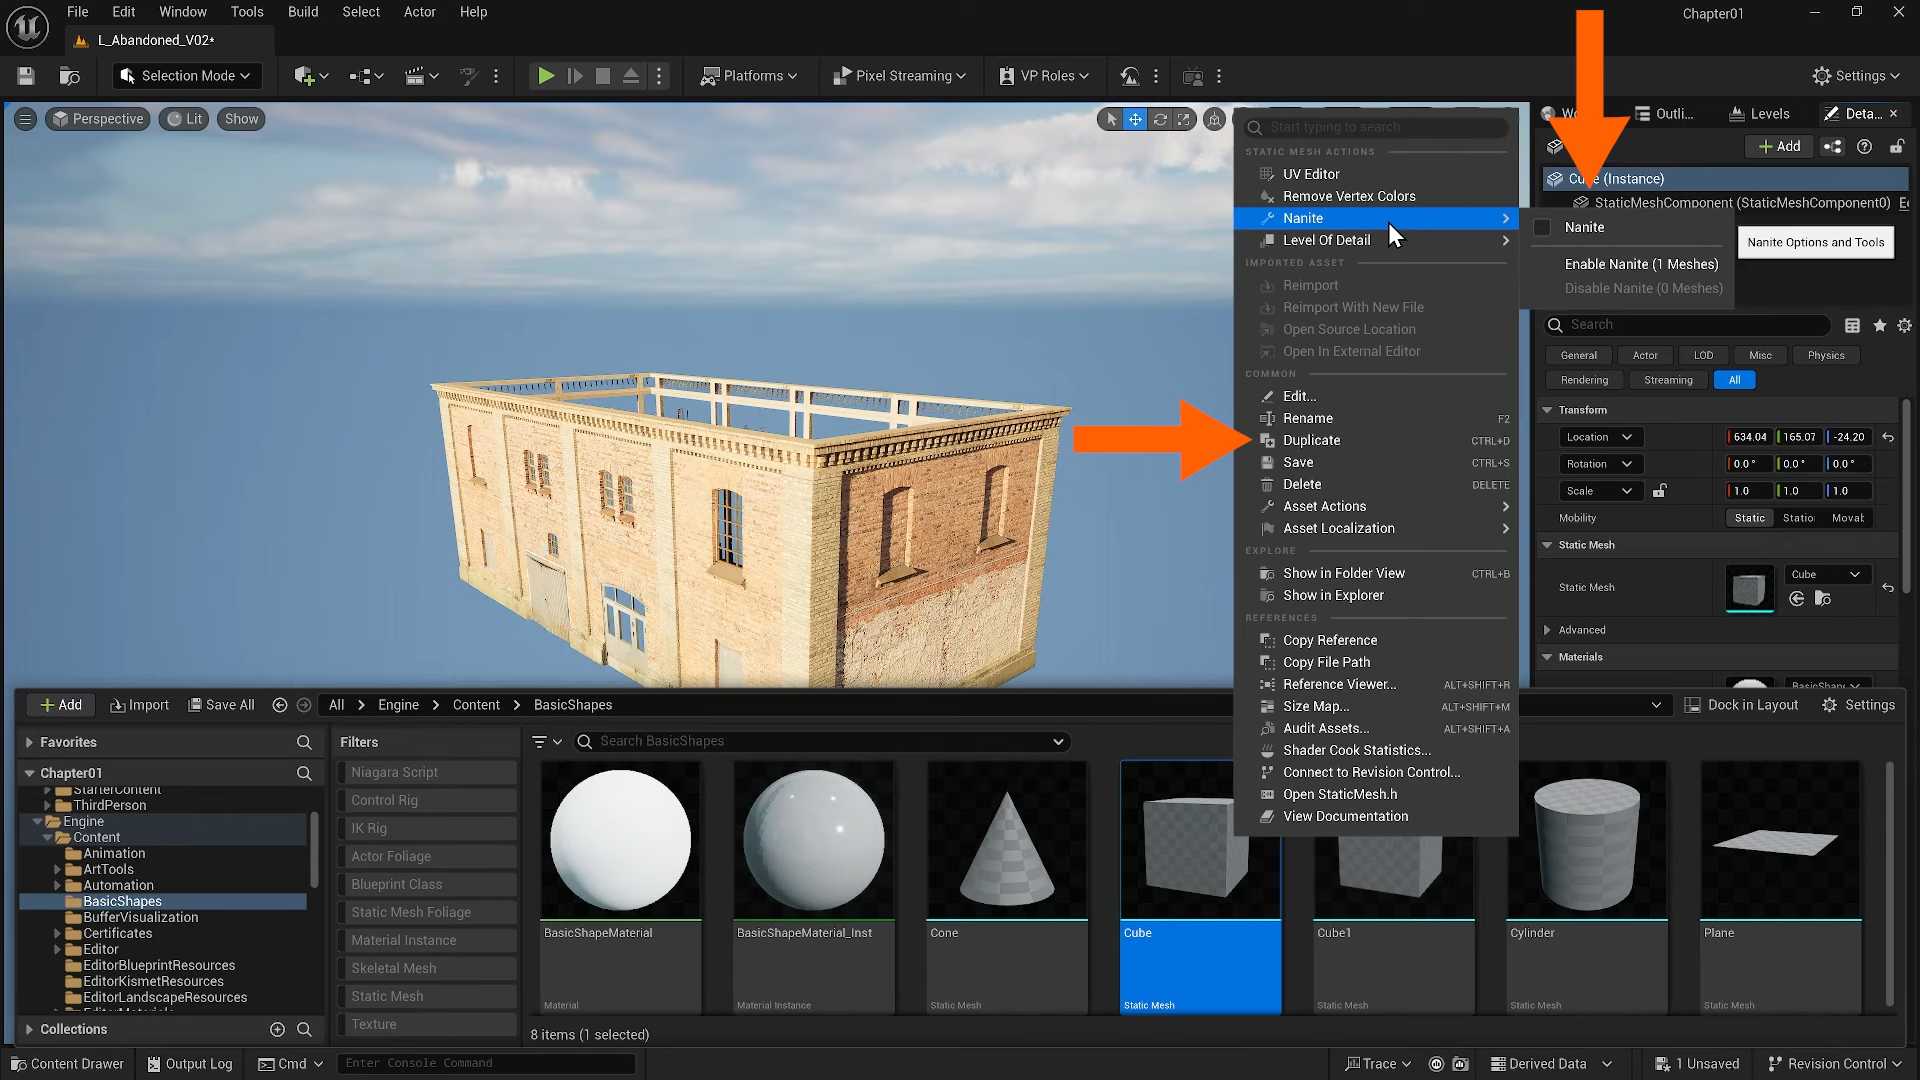 File Edit Window Tools Build Select Actor Help
Chapter01
L_Abandoned_V02*
Selection Mode
Platforms
Pixel Streaming
VP Roles
Settings
Perspective
Lit
Show
Outli...
Levels
Deta...
Add
Cube (Instance)
StaticMeshComponent (StaticMeshComponent0)
Start typing to search
STATIC MESH ACTIONS
UV Editor
Remove Vertex Colors
Nanite
Level Of Detail
IMPORTED ASSET
Reimport
Reimport With New File
Open Source Location
Open In External Editor
COMMON
Edit...
Rename F2
Duplicate CTRL+D
Save CTRL+S
Delete DELETE
Asset Actions
Asset Localization
EXPLORE
Show in Folder View CTRL+B
Show in Explorer
REFERENCES
Copy Reference
Copy File Path
Reference Viewer... ALT+SHIFT+R
Size Map... ALT+SHIFT+M
Audit Assets... ALT+SHIFT+A
Shader Cook Statistics...
Connect to Revision Control...
Open StaticMesh.h
View Documentation
Nanite
Enable Nanite (1 Meshes)
Disable Nanite (0 Meshes)
Nanite Options and Tools
Search
General Actor LOD Misc Physics
Rendering Streaming All
Transform
Location 634.04 165.07 -24.20
Rotation 0.0° 0.0° 0.0°
Scale 1.0 1.0 1.0
Mobility Static Statio Movab
Static Mesh
Static Mesh Cube
Advanced
Materials
Add
Import
Save All
All > Engine > Content > BasicShapes
Dock in Layout
Settings
Favorites
Chapter01
StarterContent
ThirdPerson
Engine
Content
Animation
ArtTools
Automation
BasicShapes
BufferVisualization
Certificates
Editor
EditorBlueprintResources
EditorKismetResources
EditorLandscapeResources
Collections
Filters
Niagara Script
Control Rig
IK Rig
Actor Foliage
Blueprint Class
Static Mesh Foliage
Material Instance
Skeletal Mesh
Static Mesh
Texture
Search BasicShapes
BasicShapeMaterial
Material
BasicShapeMaterial_Inst
Material Instance
Cone
Static Mesh
Cube
Static Mesh
Cube1
Static Mesh
Cylinder
Static Mesh
Plane
Static Mesh
8 items (1 selected)
Content Drawer
Output Log
Cmd
Enter Console Command
Trace
Derived Data
1 Unsaved
Revision Control